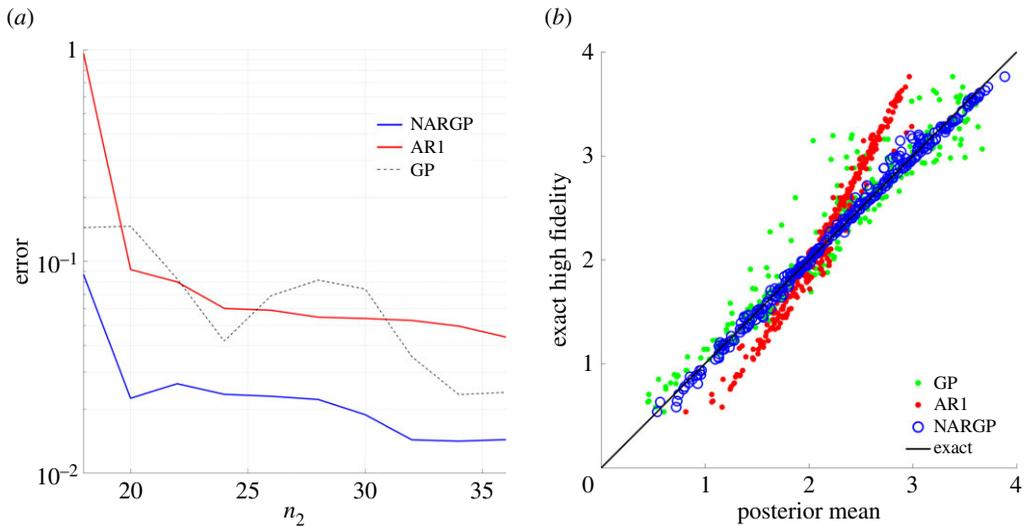 (a)
1
10⁻¹
10⁻²
error
NARGP
AR1
GP
20
25
30
35
n₂
(b)
4
3
2
1
exact high fidelity
GP
AR1
NARGP
exact
0
1
2
3
4
posterior mean